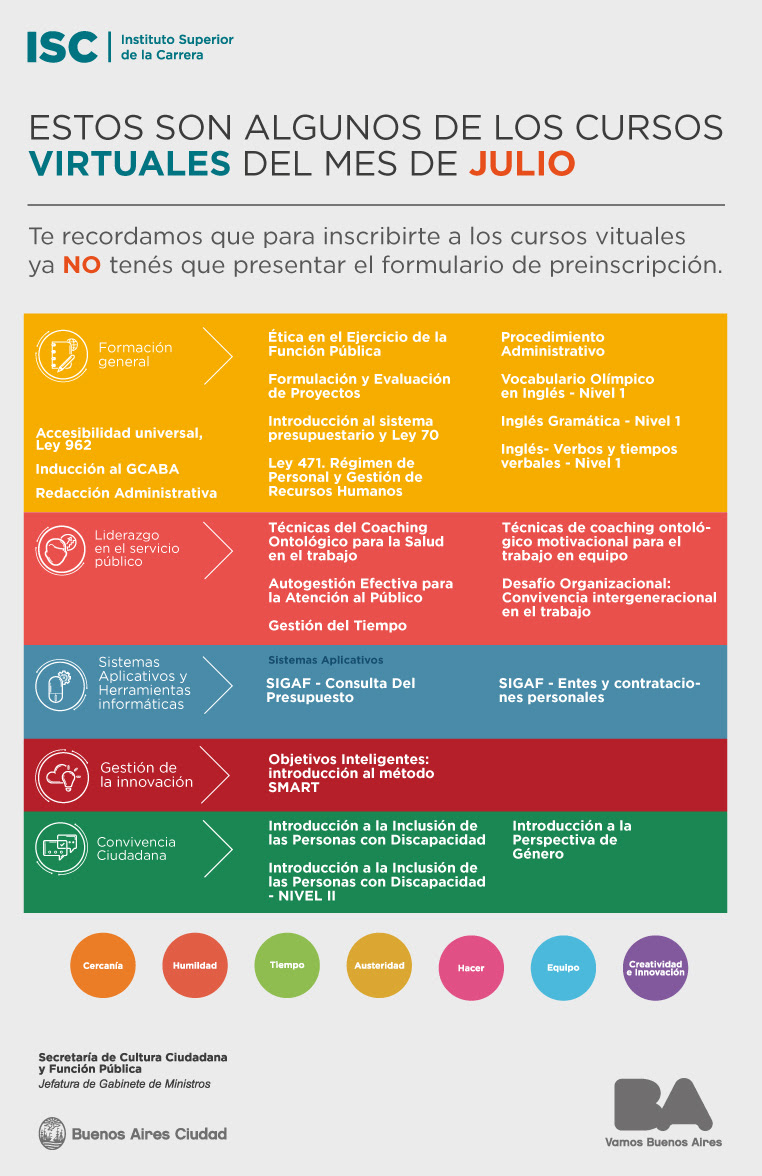 ISC
Instituto Superior
de la Carrera
ESTOS SON ALGUNOS DE LOS CURSOS
VIRTUALES DEL MES DE JULIO
Te recordamos que para inscribirte a los cursos vituales
ya NO tenés que presentar el formulario de preinscripción.
Formación
general
Accesibilidad universal,
Ley 962
Inducción al GCABA
Redacción Administrativa
Ética en el Ejercicio de la
Función Pública
Formulación y Evaluación
de Proyectos
Introducción al sistema
presupuestario y Ley 70
Ley 471. Régimen de
Personal y Gestión de
Recursos Humanos
Procedimiento
Administrativo
Vocabulario Olímpico
en Inglés - Nivel 1
Inglés Gramática - Nivel 1
Inglés- Verbos y tiempos
verbales - Nivel 1
Liderazgo
en el servicio
público
Técnicas del Coaching
Ontológico para la Salud
en el trabajo
Autogestión Efectiva para
la Atención al Público
Gestión del Tiempo
Técnicas de coaching ontoló-
gico motivacional para el
trabajo en equipo
Desafío Organizacional:
Convivencia intergeneracional
en el trabajo
Sistemas
Aplicativos y
Herramientas
informáticas
Sistemas Aplicativos
SIGAF - Consulta Del
Presupuesto
SIGAF - Entes y contratacio-
nes personales
Gestión de
la innovación
Objetivos Inteligentes:
introducción al método
SMART
Convivencia
Ciudadana
Introducción a la Inclusión de
las Personas con Discapacidad
Introducción a la Inclusión de
las Personas con Discapacidad
- NIVEL II
Introducción a la
Perspectiva de
Género
Cercanía
Humildad
Tiempo
Austeridad
Hacer
Equipo
Creatividad
e Innovación
Secretaría de Cultura Ciudadana
y Función Pública
Jefatura de Gabinete de Ministros
Buenos Aires Ciudad
BA
Vamos Buenos Aires